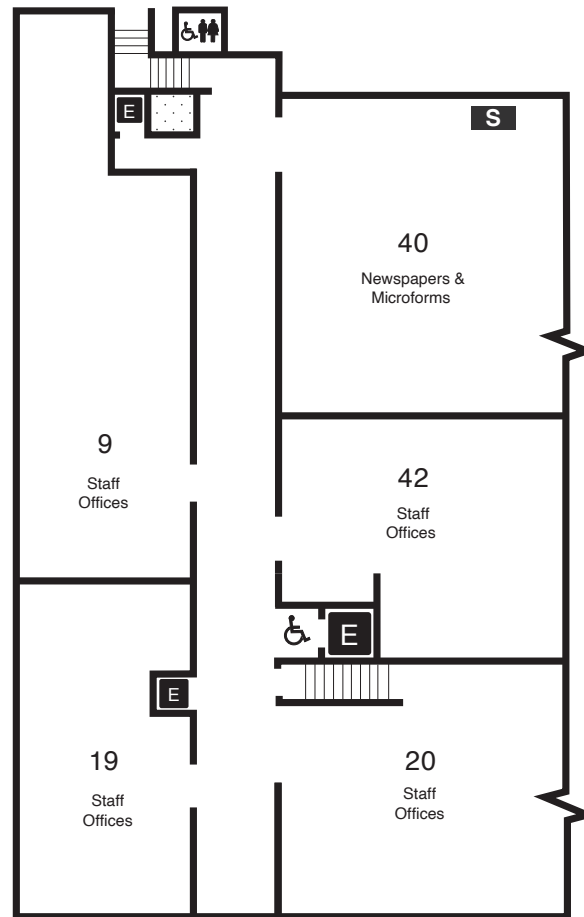 E
S
40
Newspapers &
Microforms
9
Staff
Offices
42
Staff
Offices
E
E
19
Staff
Offices
20
Staff
Offices